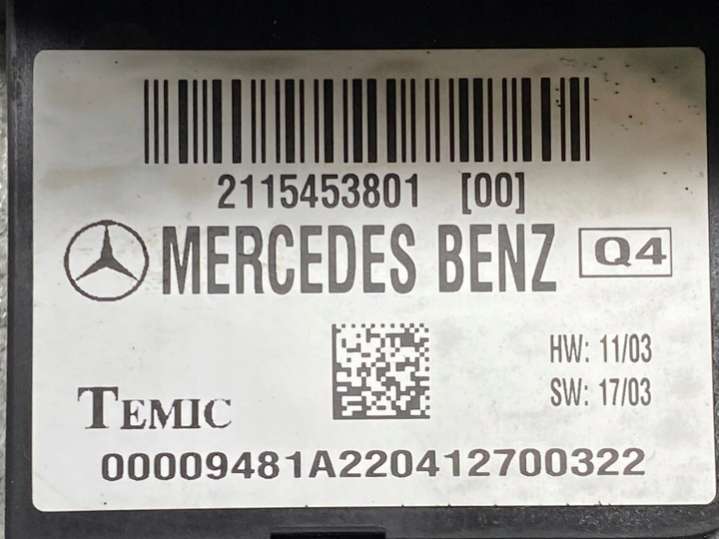 2115453801 [00]
MERCEDES BENZ Q4
HW: 11/03
SW: 17/03
TEMIC
00009481A220412700322